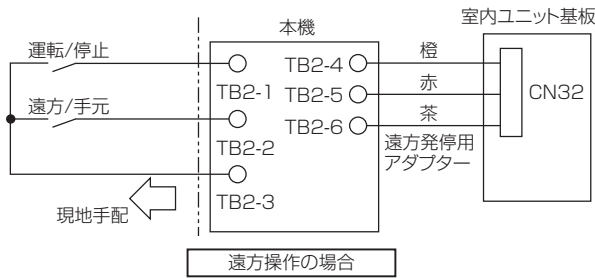 室内ユニット基板
本機
運転/停止
橙
TB2-4
TB2-1
赤
TB2-5
CN32
遠方/手元
茶
TB2-6
遠方発停用
アダプター
TB2-2
TB2-3
現地手配
遠方操作の場合